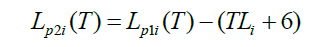 L_{p2i}(T) = L_{p1i}(T) − (TL_i + 6)